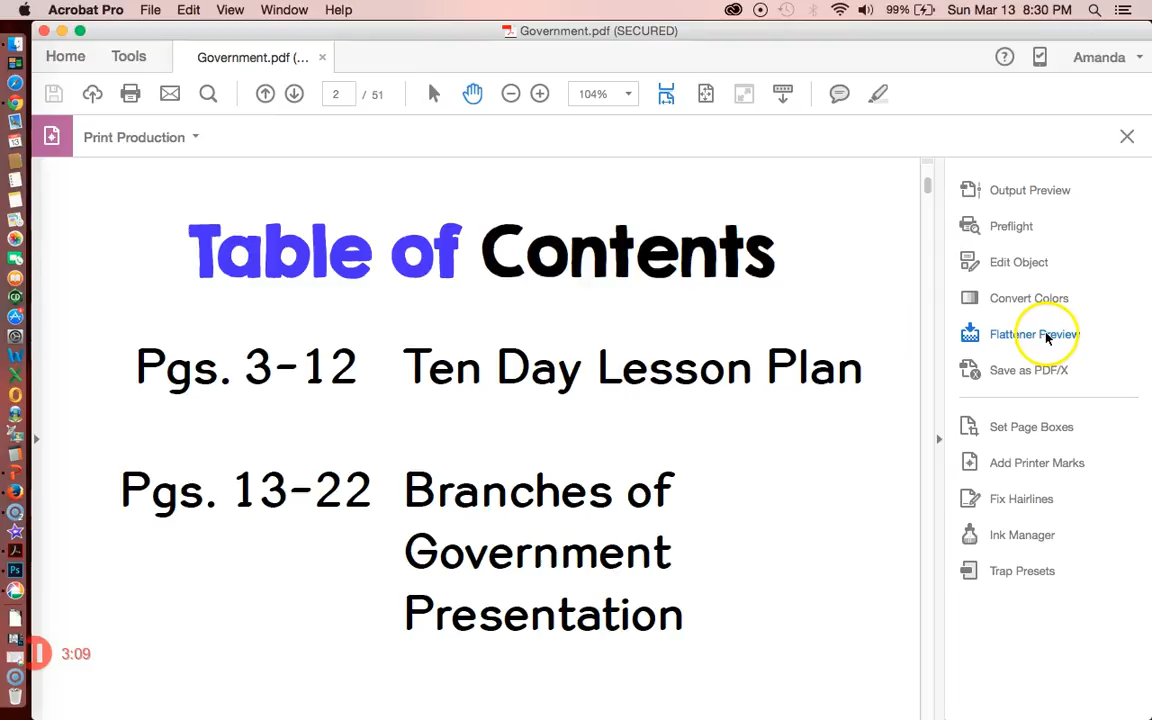 Acrobat Pro File Edit View Window Help 99% Sun Mar 13 8:30 PM
Government.pdf (SECURED)
Home Tools Government.pdf (... × Amanda
2 / 51 104%
Print Production
Output Preview
Preflight
Edit Object
Convert Colors
Flattener Preview
Save as PDF/X
Set Page Boxes
Add Printer Marks
Fix Hairlines
Ink Manager
Trap Presets
Table of Contents
Pgs. 3-12 Ten Day Lesson Plan
Pgs. 13-22 Branches of
Government
Presentation
3:09